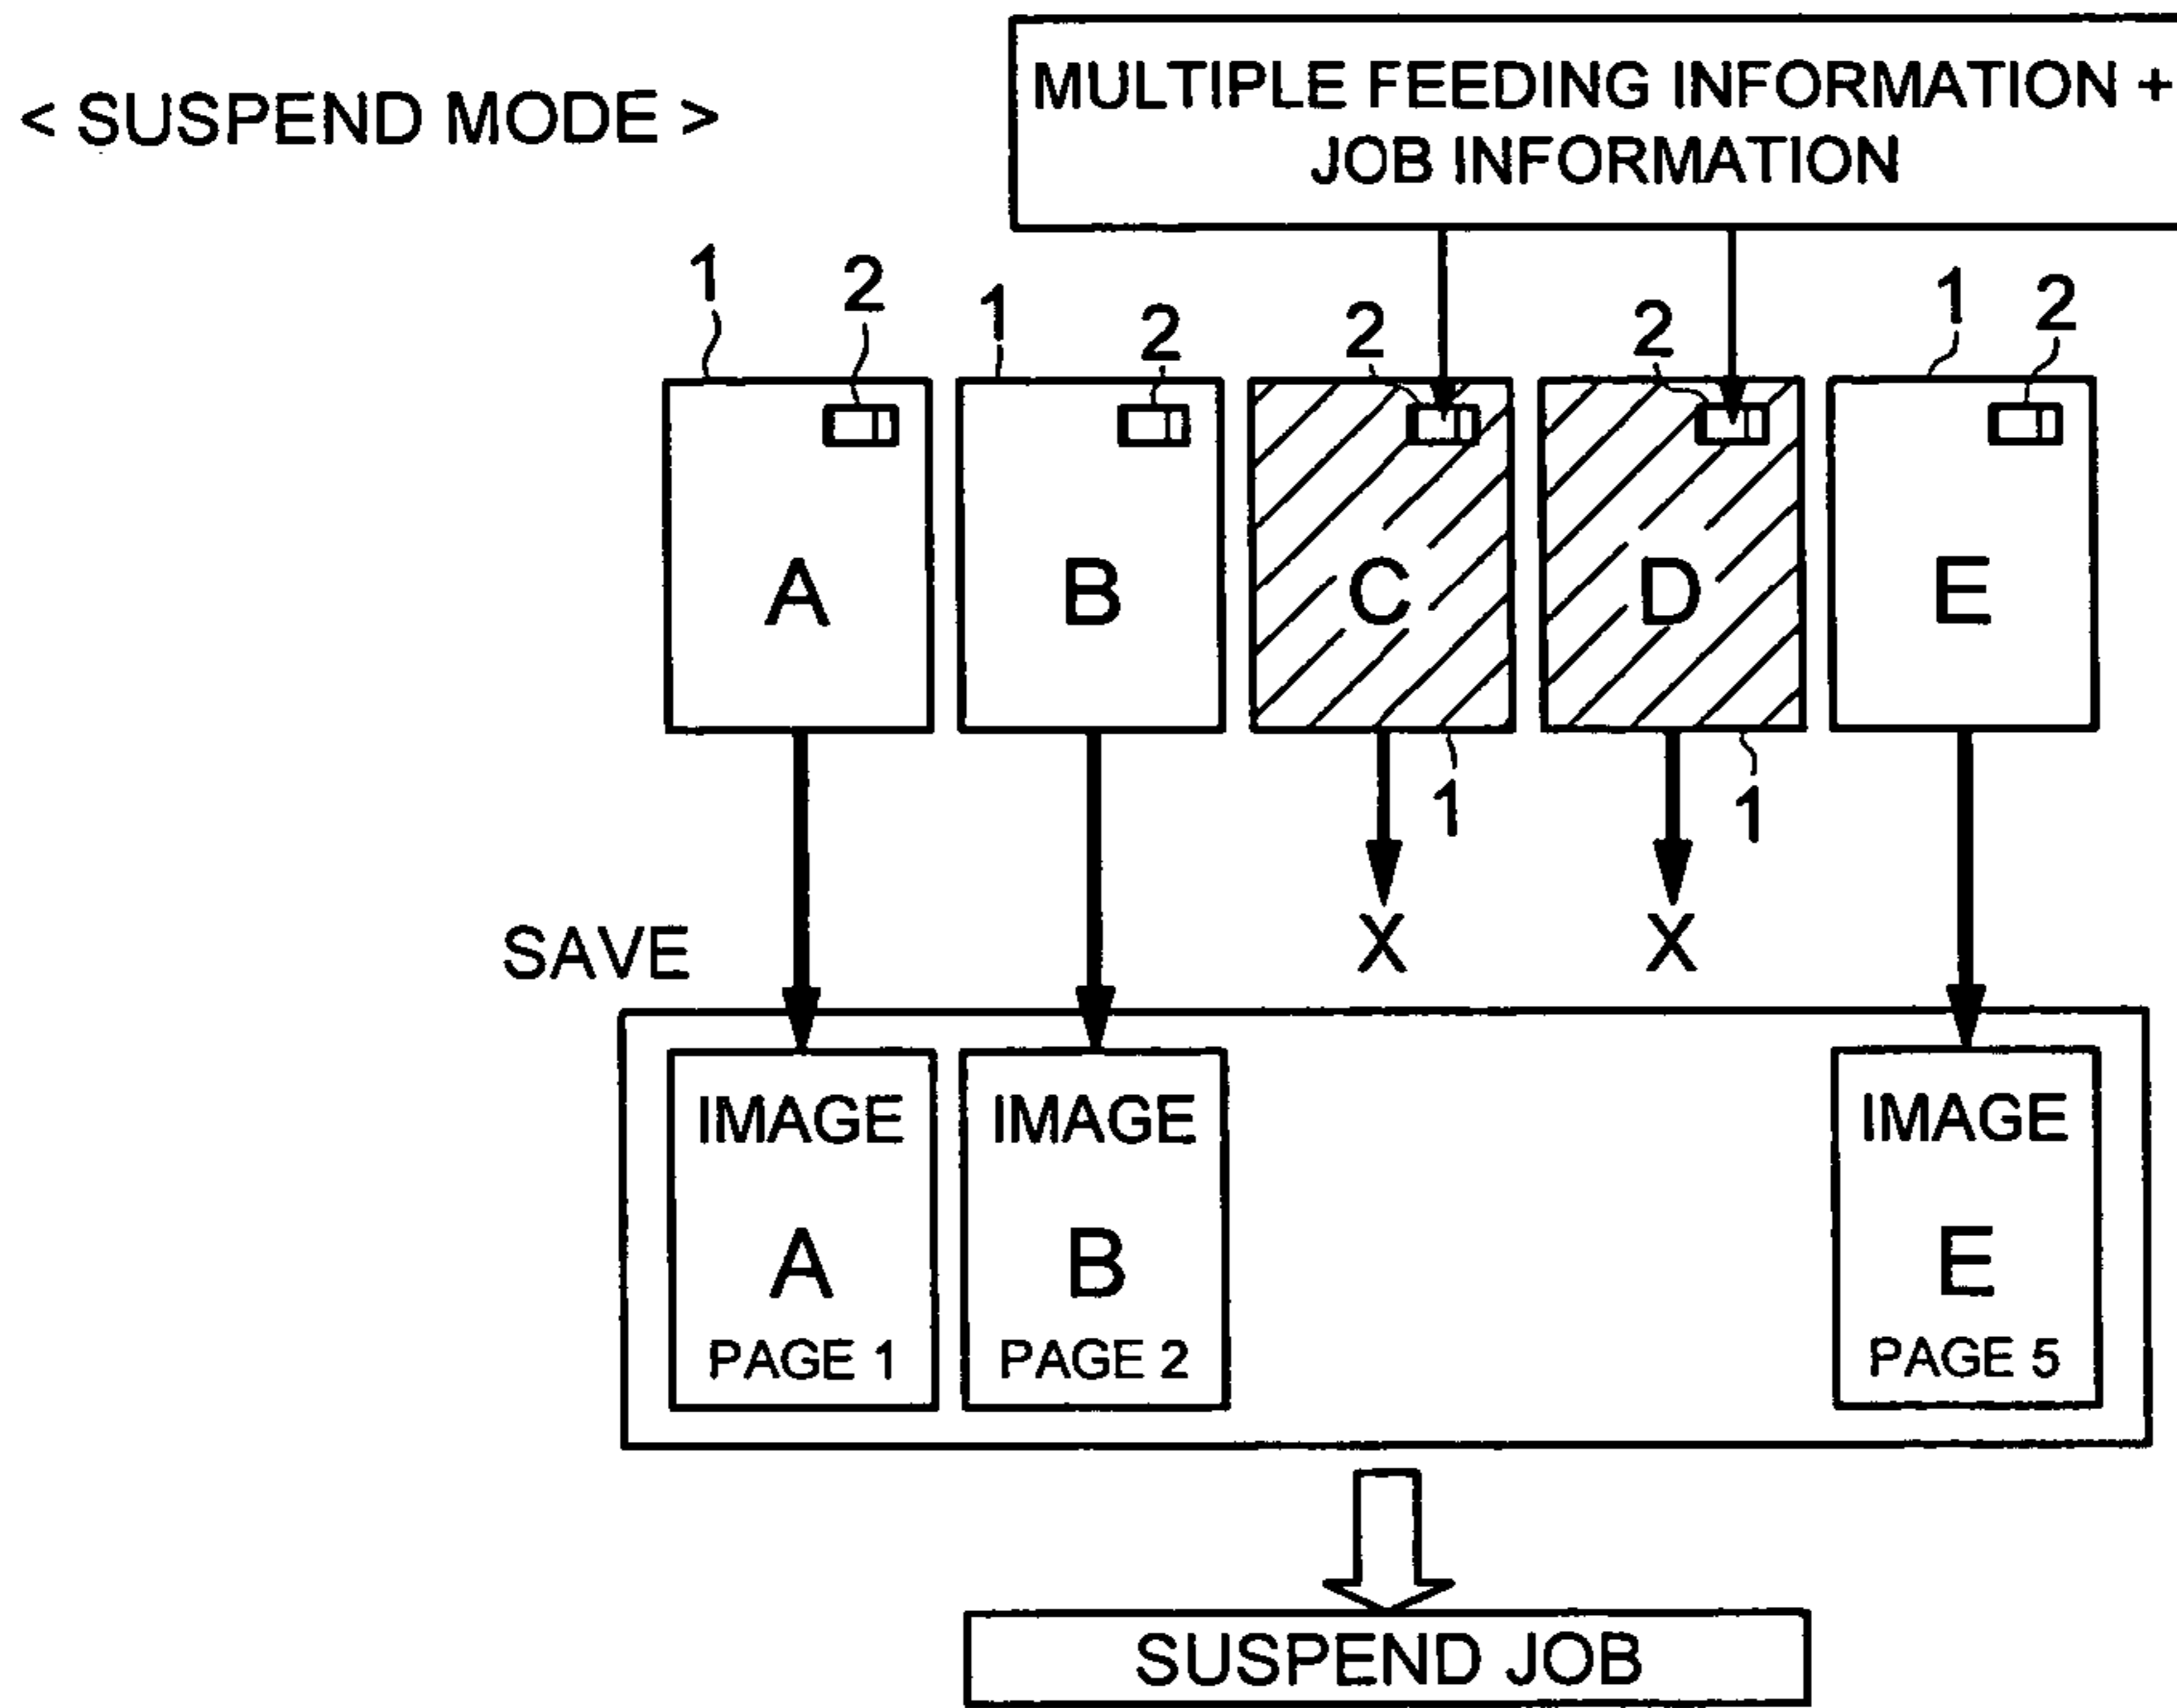 < SUSPEND MODE >
MULTIPLE FEEDING INFORMATION +
JOB INFORMATION
1 2 1 2 2 2 1 2
A B C D E
1 1
SAVE X X
IMAGE IMAGE IMAGE
A B E
PAGE 1 PAGE 2 PAGE 5
SUSPEND JOB